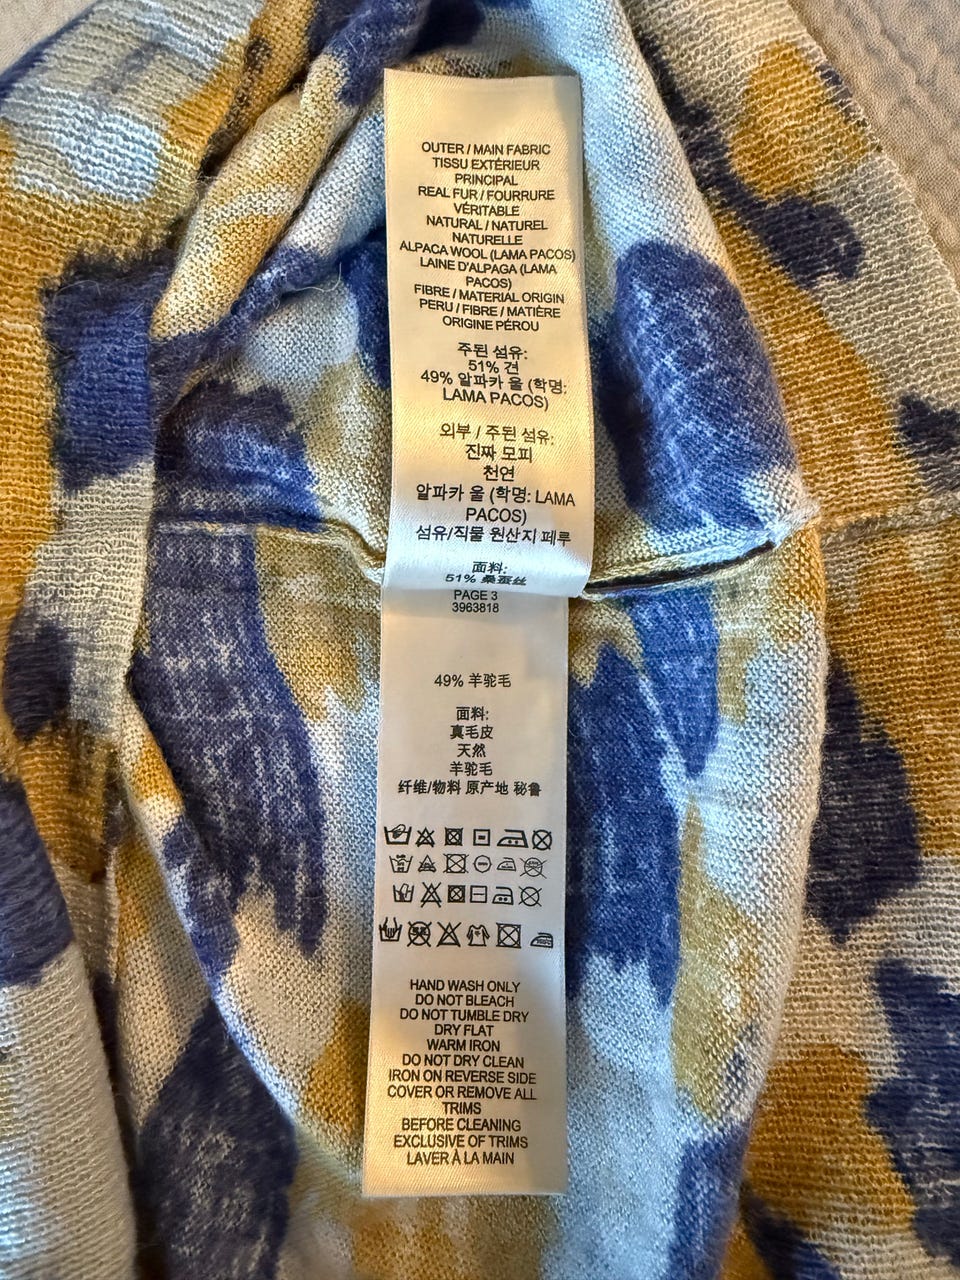 OUTER / MAIN FABRIC
TISSU EXTÉRIEUR
PRINCIPAL
REAL FUR / FOURRURE
VÉRITABLE
NATURAL / NATUREL
NATURELLE
ALPACA WOOL (LAMA PACOS)
LAINE D'ALPAGA (LAMA
PACOS)
FIBRE / MATERIAL ORIGIN
PERU / FIBRE / MATIÈRE
ORIGINE PÉROU
주된 섬유:
51% 견
49% 알파카 울 (학명:
LAMA PACOS)
외부 / 주된 섬유:
진짜 모피
천연
알파카 울 (학명: LAMA
PACOS)
섬유/직물 원산지 페루
面料:
51% 桑蚕丝
PAGE 3
3963818
49% 羊驼毛
面料:
真毛皮
天然
羊驼毛
纤维/物料 原产地 秘鲁
HAND WASH ONLY
DO NOT BLEACH
DO NOT TUMBLE DRY
DRY FLAT
WARM IRON
DO NOT DRY CLEAN
IRON ON REVERSE SIDE
COVER OR REMOVE ALL
TRIMS
BEFORE CLEANING
EXCLUSIVE OF TRIMS
LAVER À LA MAIN